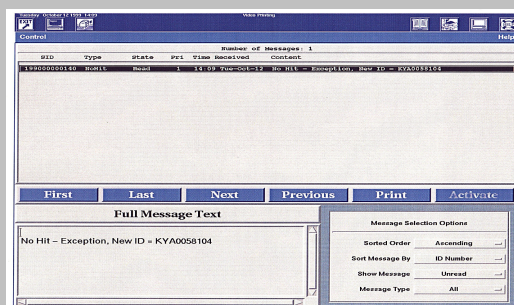 Tuesday October 12 1999 14:09
Video Printing
EXIT
Control
Help
Number of Messages: 1
SID Type State Pri Time Received Content
199000000140 NoHit Read 1 14:09 Tue-Oct-12 No Hit - Exception, New ID = KYA0058104
First Last Next Previous Print Activate
Full Message Text
No Hit – Exception, New ID = KYA0058104
Message Selection Options
Sorted Order Ascending
Sort Message By ID Number
Show Message Unread
Message Type All